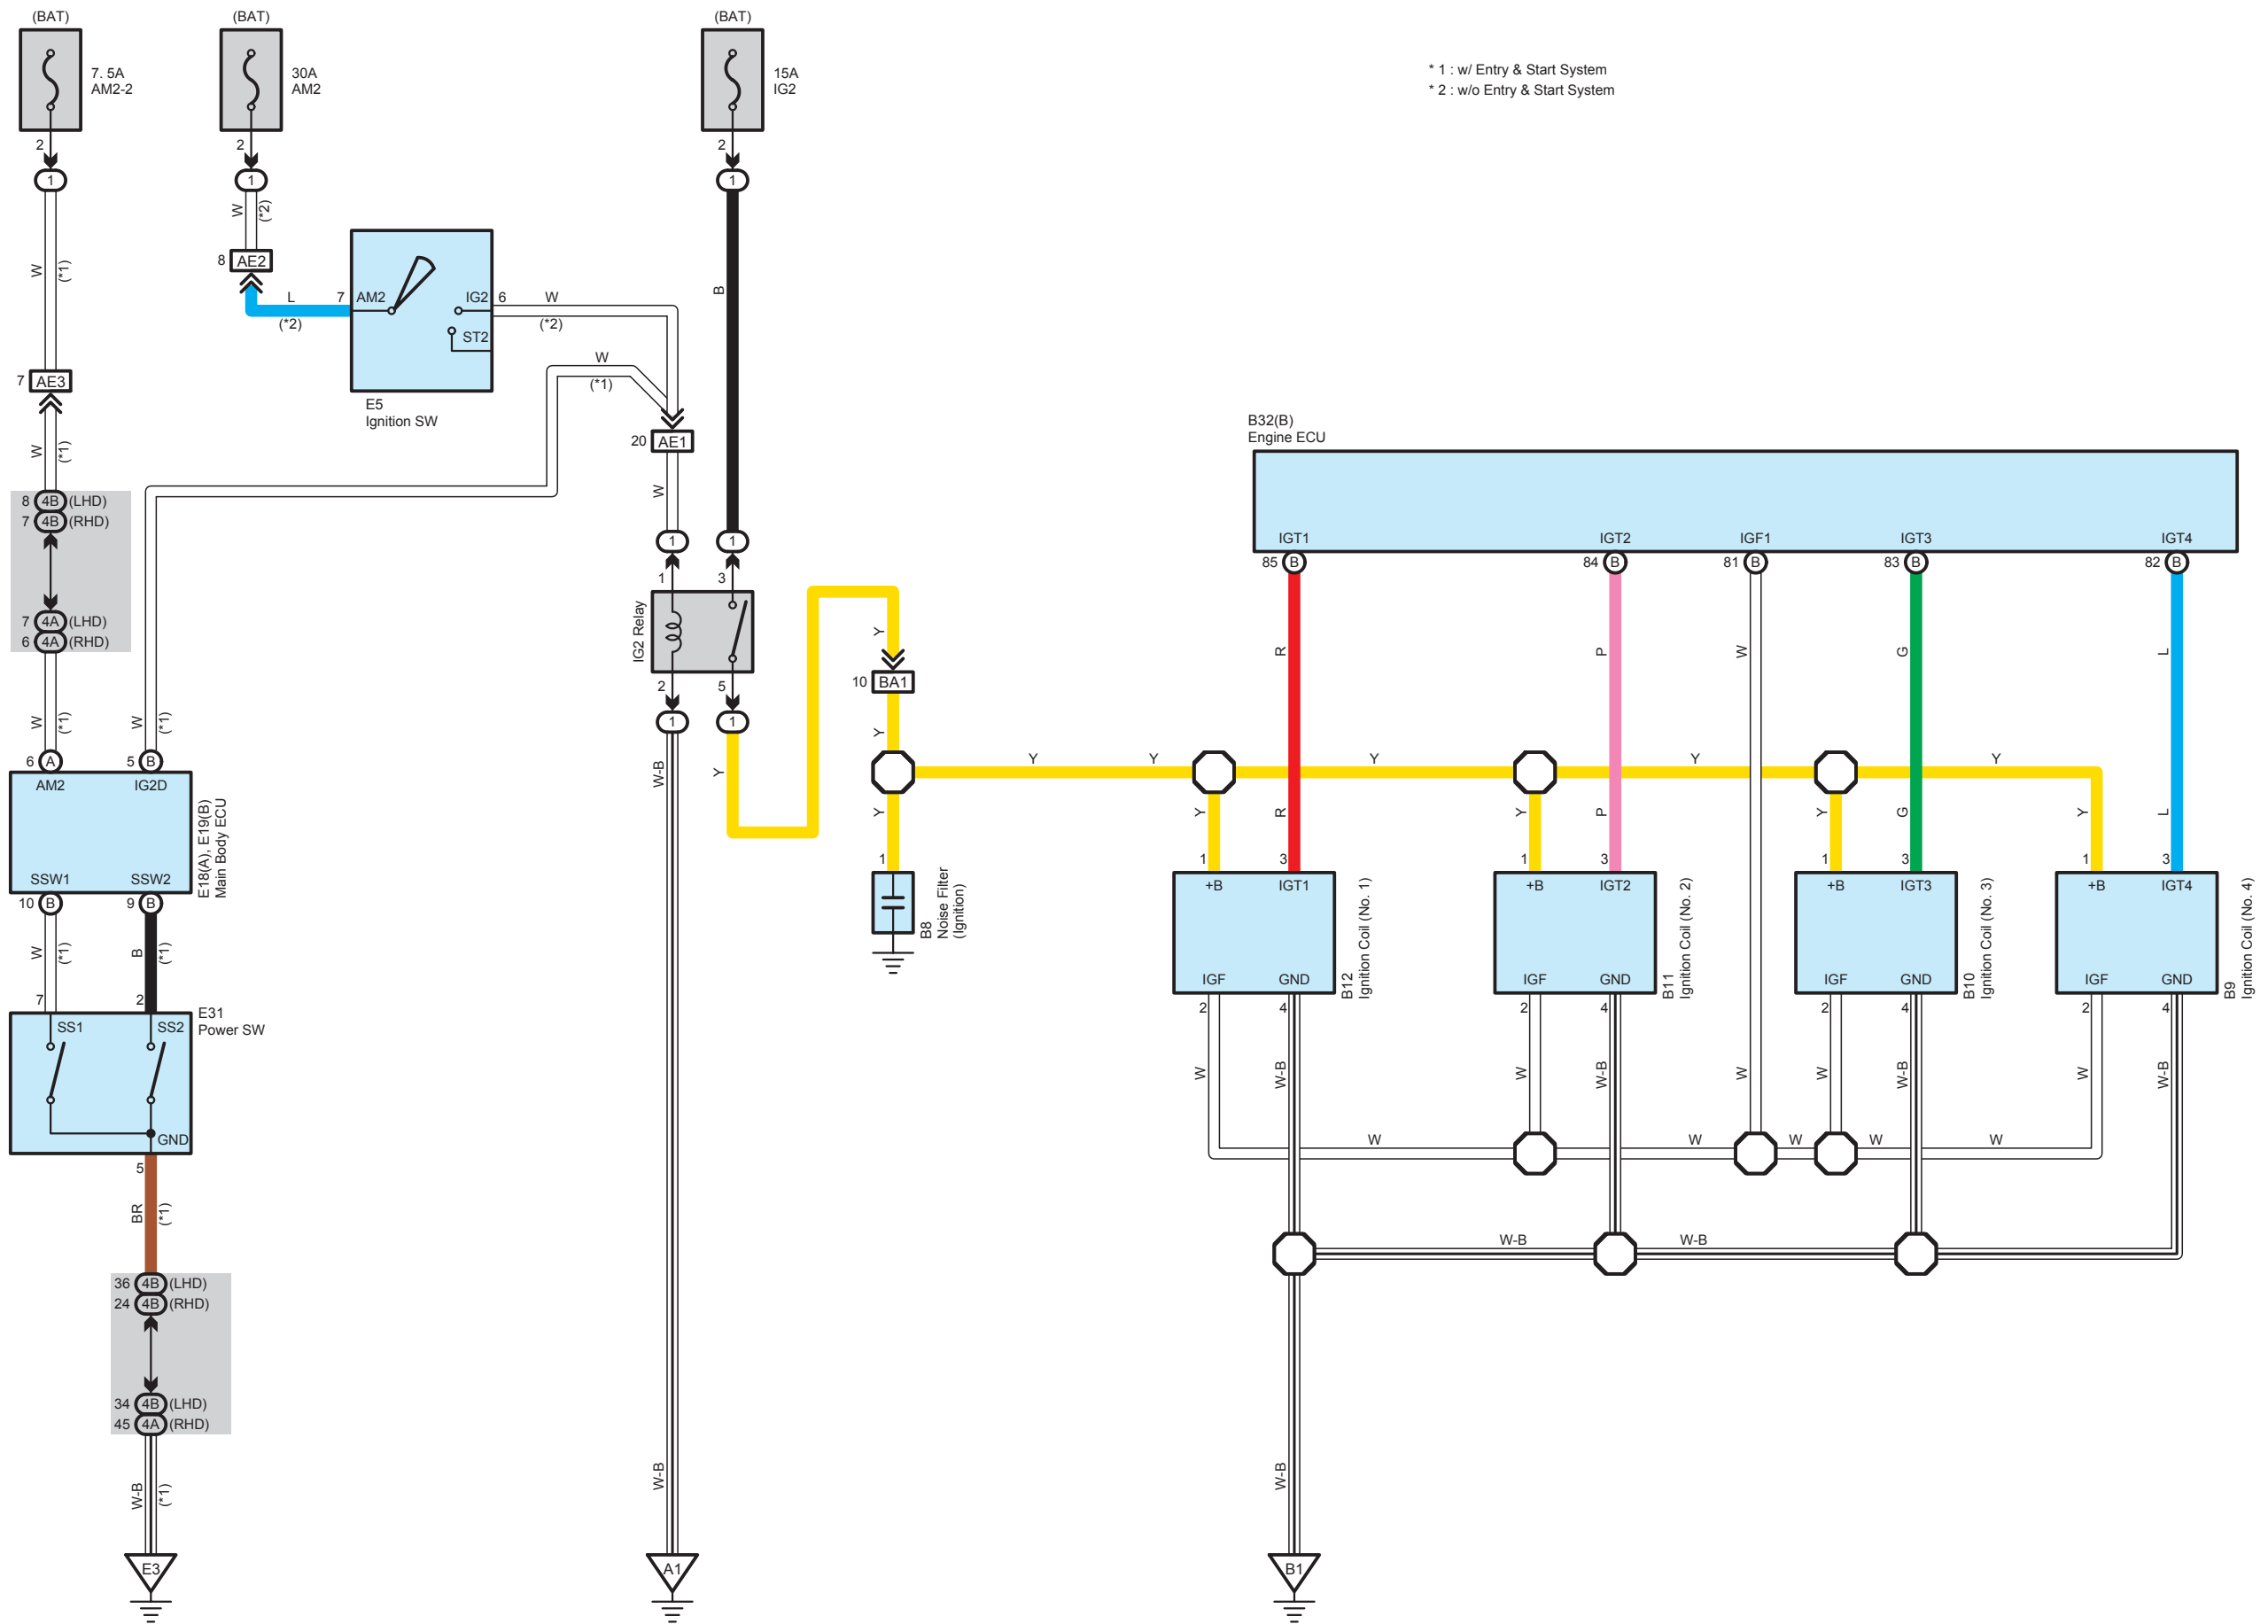 (BAT)
(BAT)
(BAT)
7. 5A
AM2-2
30A
AM2
15A
IG2
* 1 : w/ Entry & Start System
* 2 : w/o Entry & Start System
2
2
2
1
1
1
W
(*2)
8 AE2
W
(*1)
L
(*2)
7 AM2
IG2 6
ST2
W
(*2)
B
E5
Ignition SW
W
(*1)
7 AE3
20 AE1
W
(*1)
W
B32(B)
Engine ECU
8 4B (LHD)
7 4B (RHD)
1
1
1
3
IG2 Relay
2
5
1
1
7 4A (LHD)
6 4A (RHD)
IGT1
IGT2
IGF1
IGT3
IGT4
85 B
84 B
81 B
83 B
82 B
R
P
W
G
L
Y
10 BA1
Y
W
(*1)
W
(*1)
W-B
Y
6 A
5 B
AM2
IG2D
E18(A), E19(B)
Main Body ECU
SSW1
SSW2
10 B
9 B
Y
Y
Y
Y
Y
Y
Y
R
Y
P
Y
G
Y
L
1
1
3
1
3
1
3
1
3
B8
Noise Filter
(Ignition)
+B
IGT1
+B
IGT2
+B
IGT3
+B
IGT4
IGF
GND
IGF
GND
IGF
GND
IGF
GND
B12
Ignition Coil (No. 1)
B11
Ignition Coil (No. 2)
B10
Ignition Coil (No. 3)
B9
Ignition Coil (No. 4)
W
(*1)
B
(*1)
7
2
E31
Power SW
SS1
SS2
GND
5
2
4
2
4
2
4
2
4
W
W-B
W
W-B
W
W
W-B
W
W-B
W
W
W
W
W
BR
(*1)
W-B
W-B
36 4B (LHD)
24 4B (RHD)
34 4B (LHD)
45 4A (RHD)
W-B
(*1)
W-B
W-B
E3
A1
B1